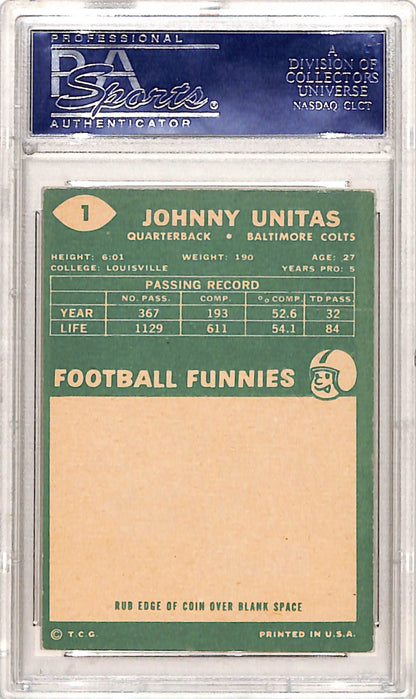 PROFESSIONAL
PSA
Sports®
AUTHENTICATOR
A
DIVISION OF
COLLECTORS
UNIVERSE
NASDAQ CLCT
1
JOHNNY UNITAS
QUARTERBACK • BALTIMORE COLTS
HEIGHT: 6:01 WEIGHT: 190 AGE: 27
COLLEGE: LOUISVILLE YEARS PRO: 5
PASSING RECORD
NO. PASS. COMP. % COMP. TD PASS.
YEAR 367 193 52.6 32
LIFE 1129 611 54.1 84
FOOTBALL FUNNIES
RUB EDGE OF COIN OVER BLANK SPACE
© T.C.G. PRINTED IN U.S.A.